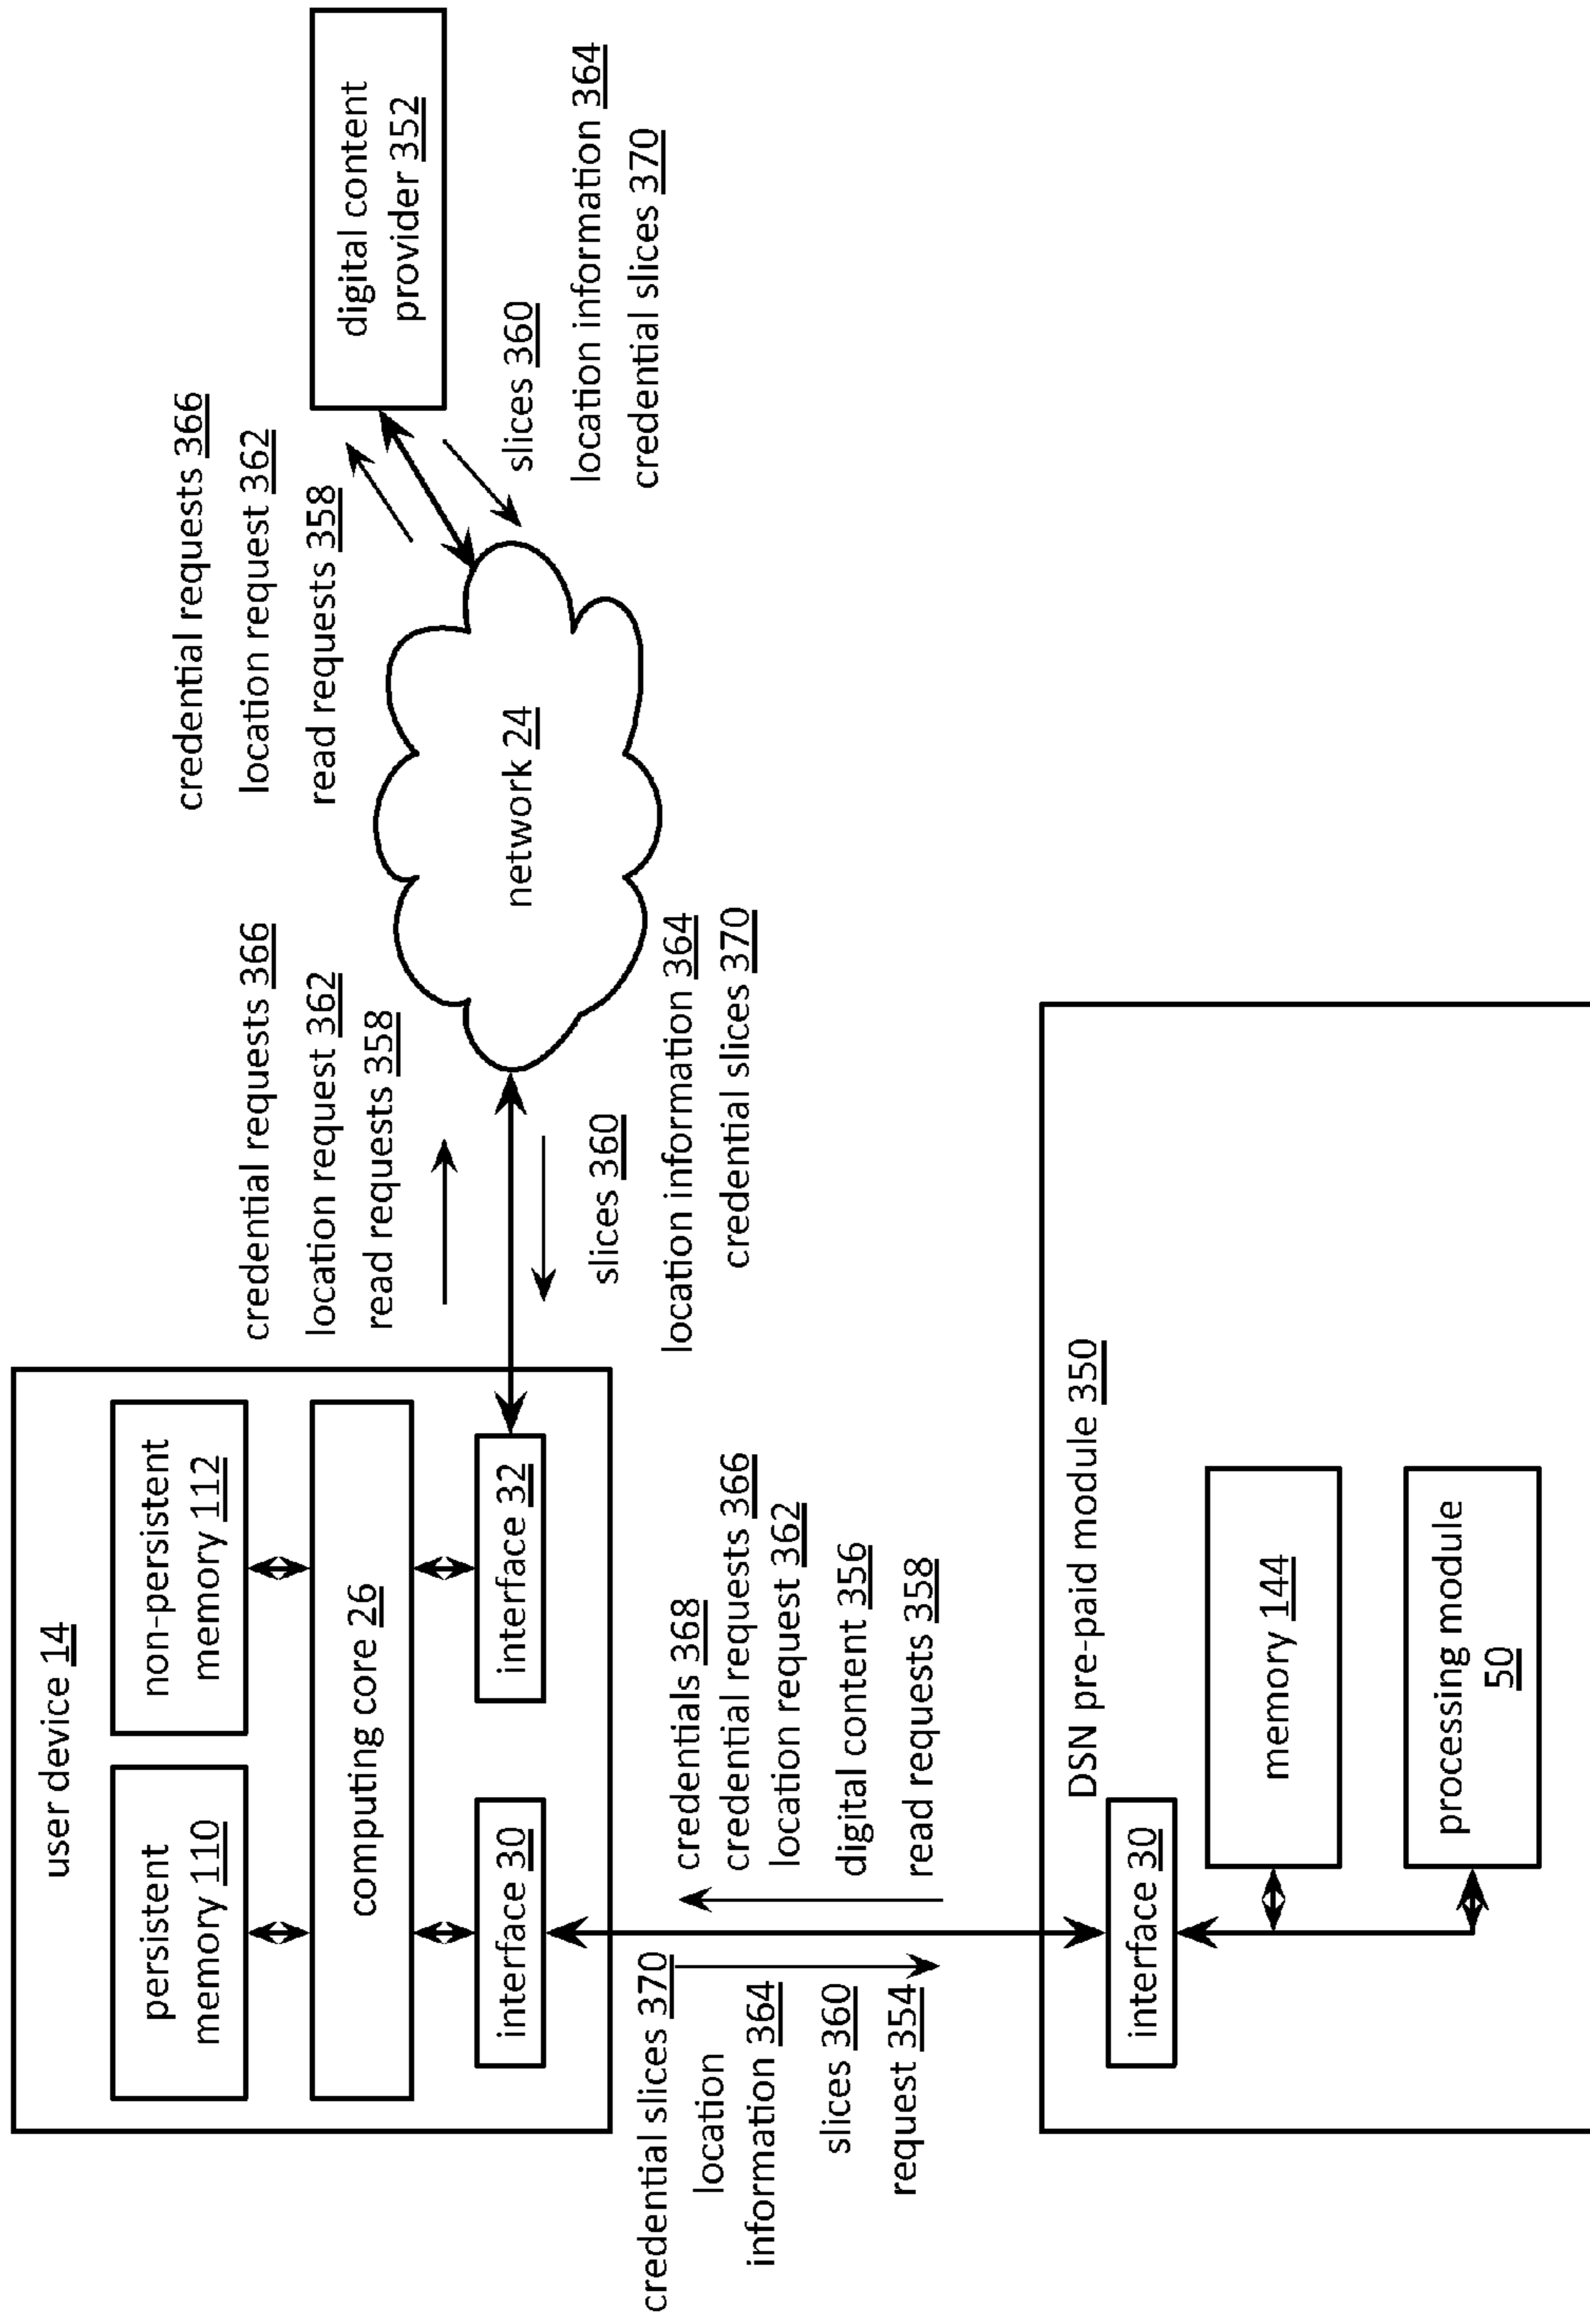 user device 14
persistent
memory 110
non-persistent
memory 112
computing core 26
interface 30
interface 32
credential requests 366
location request 362
read requests 358
slices 360
location information 364
credential slices 370
network 24
credential requests 366
location request 362
read requests 358
slices 360
location information 364
credential slices 370
digital content
provider 352
credential slices 370
location
information 364
slices 360
request 354
credentials 368
credential requests 366
location request 362
digital content 356
read requests 358
DSN pre-paid module 350
interface 30
memory 144
processing module
50